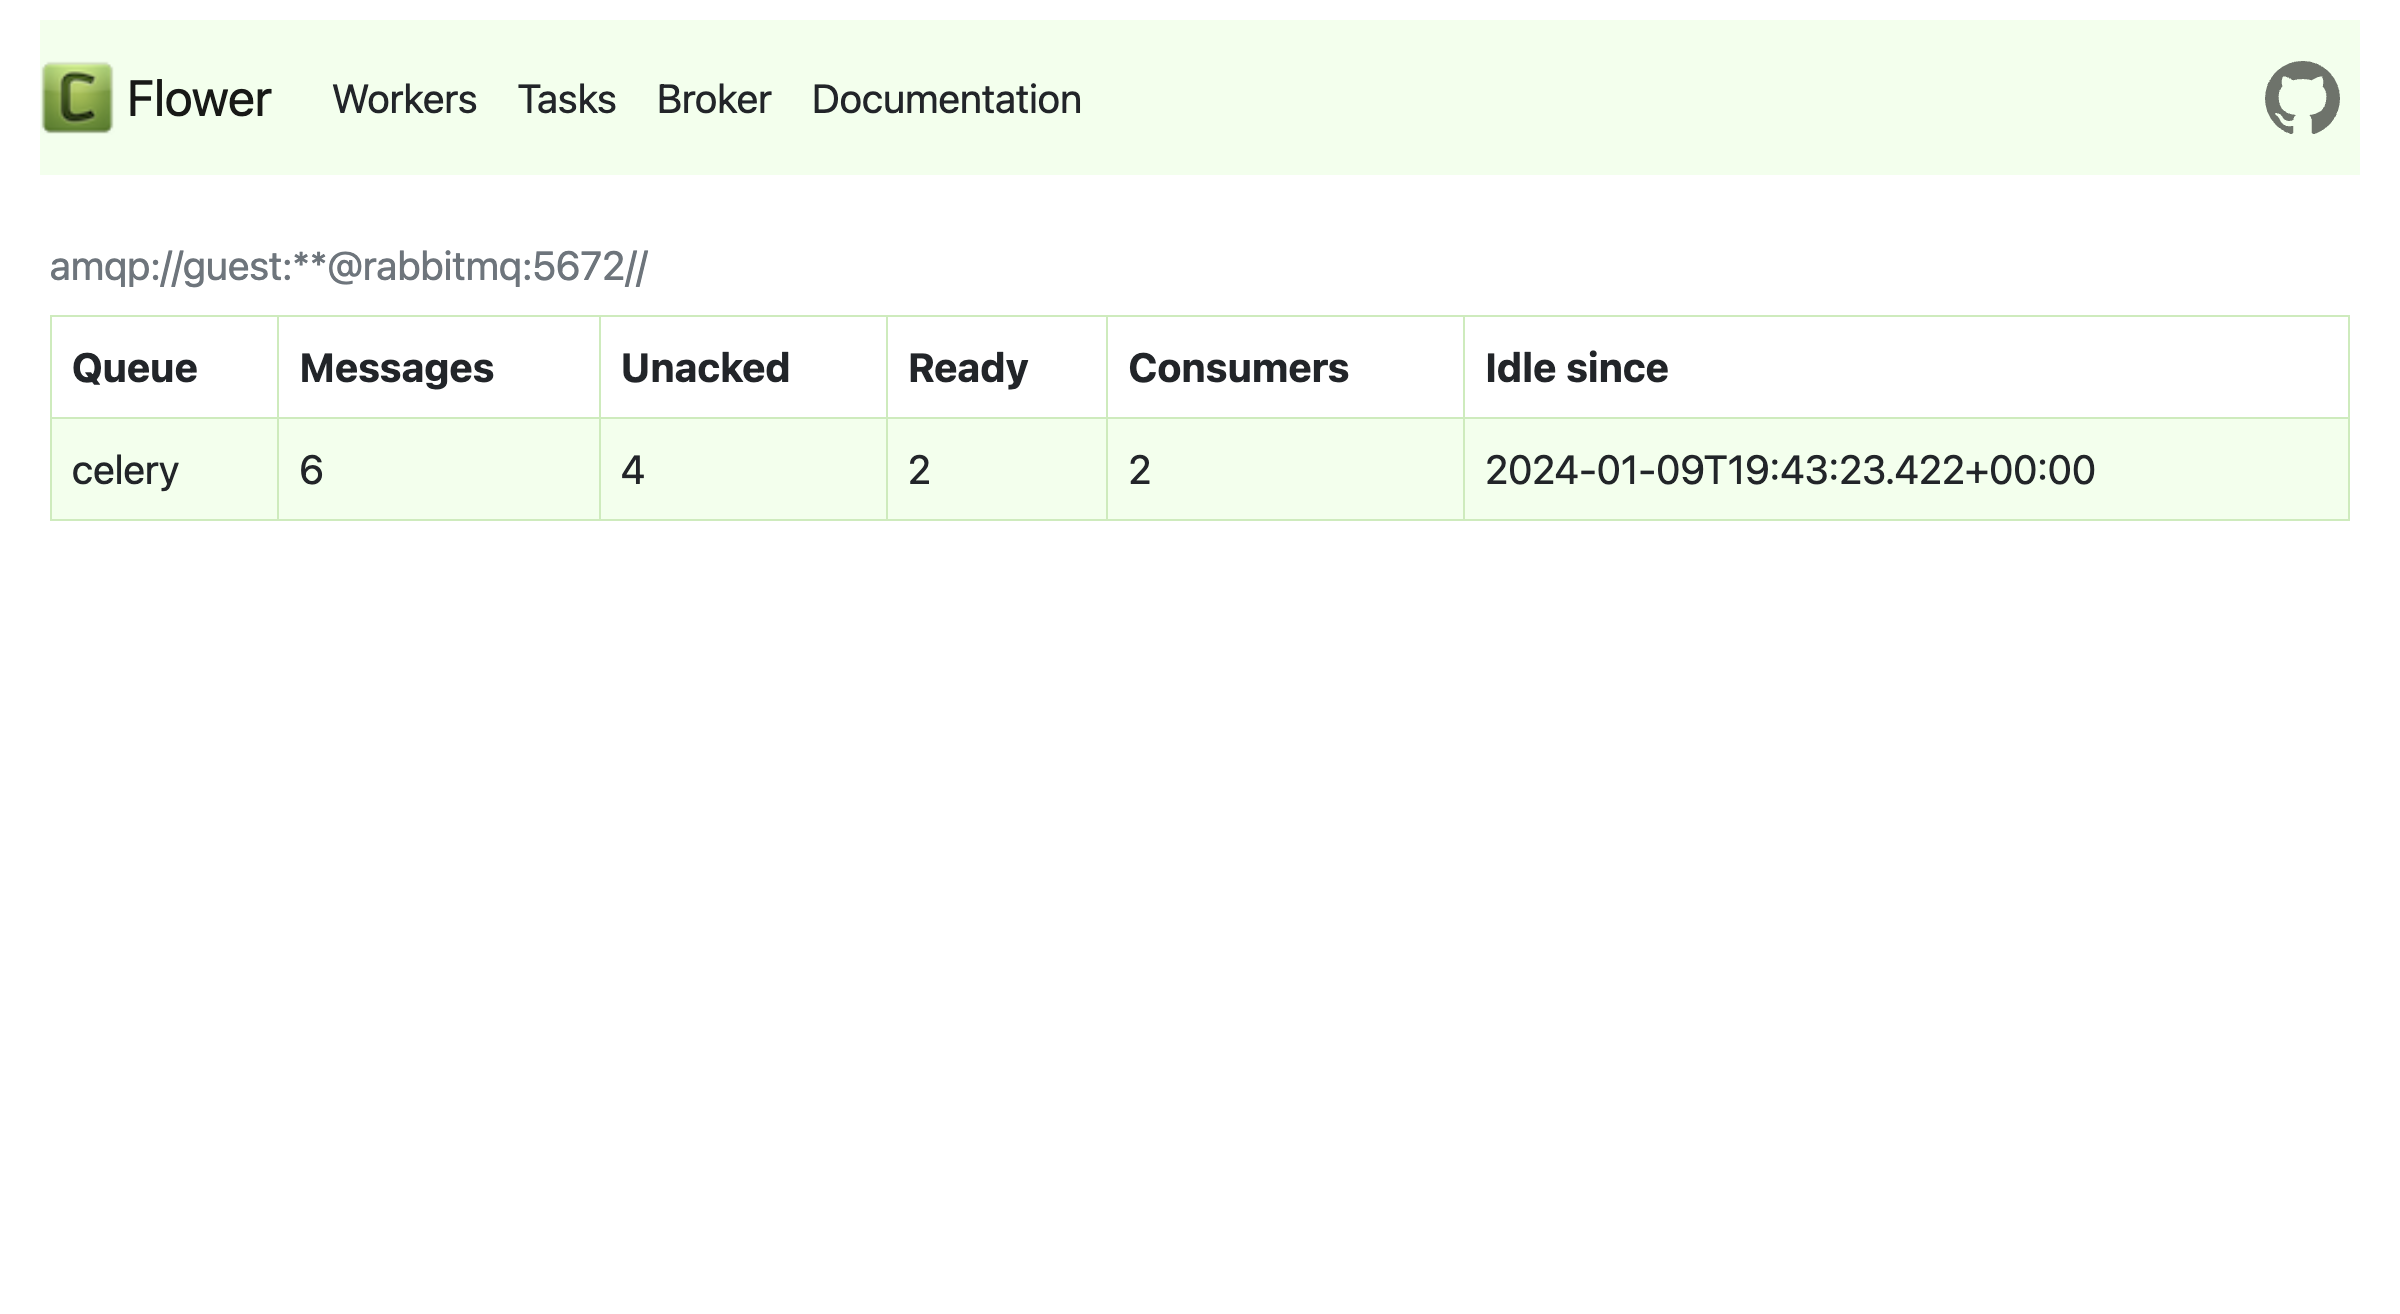 C Flower Workers Tasks Broker Documentation
amqp://guest:**@rabbitmq:5672//
Queue Messages Unacked Ready Consumers Idle since
celery 6 4 2 2 2024-01-09T19:43:23.422+00:00